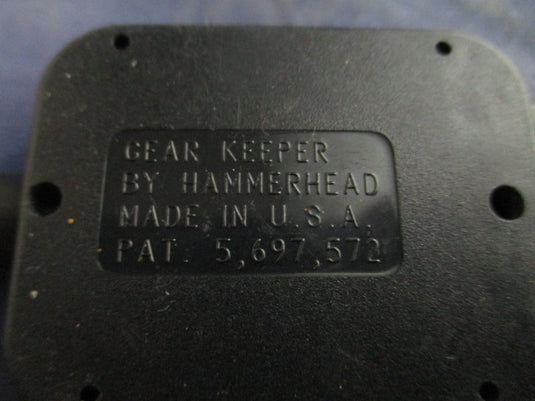 GEAR KEEPER
BY HAMMERHEAD
MADE IN U.S.A.
PAT. 5,697,572